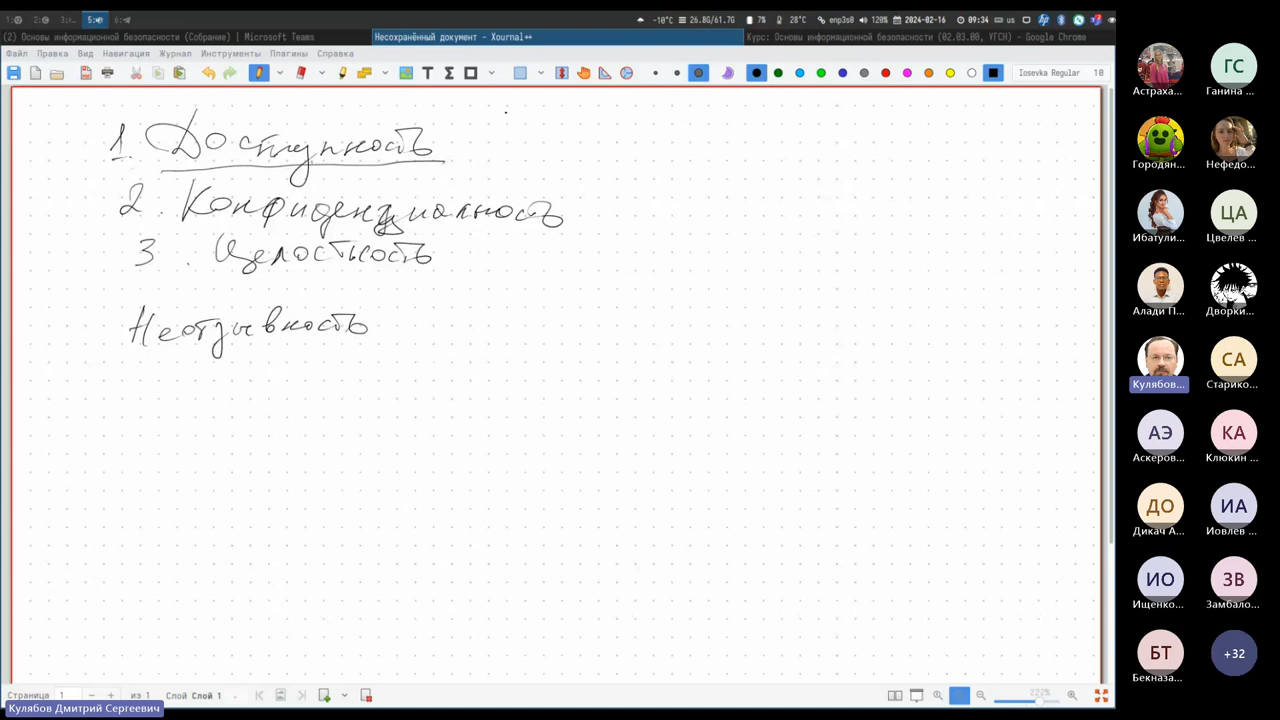 -10°C 26.8G/61.7G 7% 28°C enp3s0 120% 2024-02-16 09:34 us
(2) Основы информационной безопасности (Собрание) | Microsoft Teams
Несохранённый документ - Xournal++
Курс: Основы информационной безопасности (02.03.00, УГСН) - Google Chrome
Файл Правка Вид Навигация Журнал Инструменты Плагины Справка
Iosevka Regular 10
1. Доступность
2. Конфиденциальность
3. Целостность
Неотзывность
Астраха...
ГС
Ганина ...
Городян...
Нефедо...
Ибатули...
ЦА
Цвелев ...
Алади П...
Дворки...
Кулябов...
СА
Старико...
АЭ
Аскеров...
КА
Клюкин ...
ДО
Дикач А...
ИА
Иовлев ...
ИО
Ищенко...
ЗВ
Замбало...
БТ
Бекназа...
+32
Страница 1 из 1 Слой Слой 1
222%
Кулябов Дмитрий Сергеевич